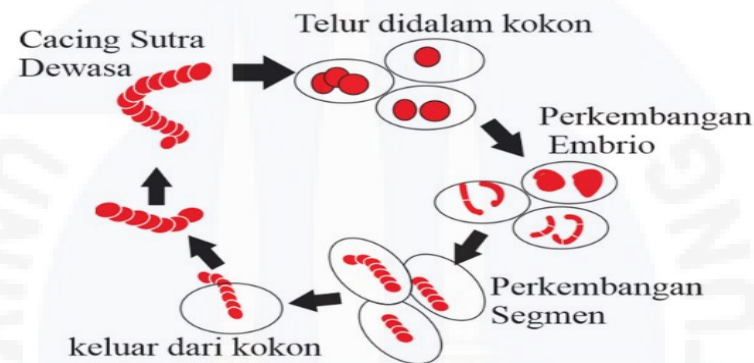 Cacing Sutra
Dewasa
Telur didalam kokon
Perkembangan
Embrio
Perkembangan
Segmen
keluar dari kokon